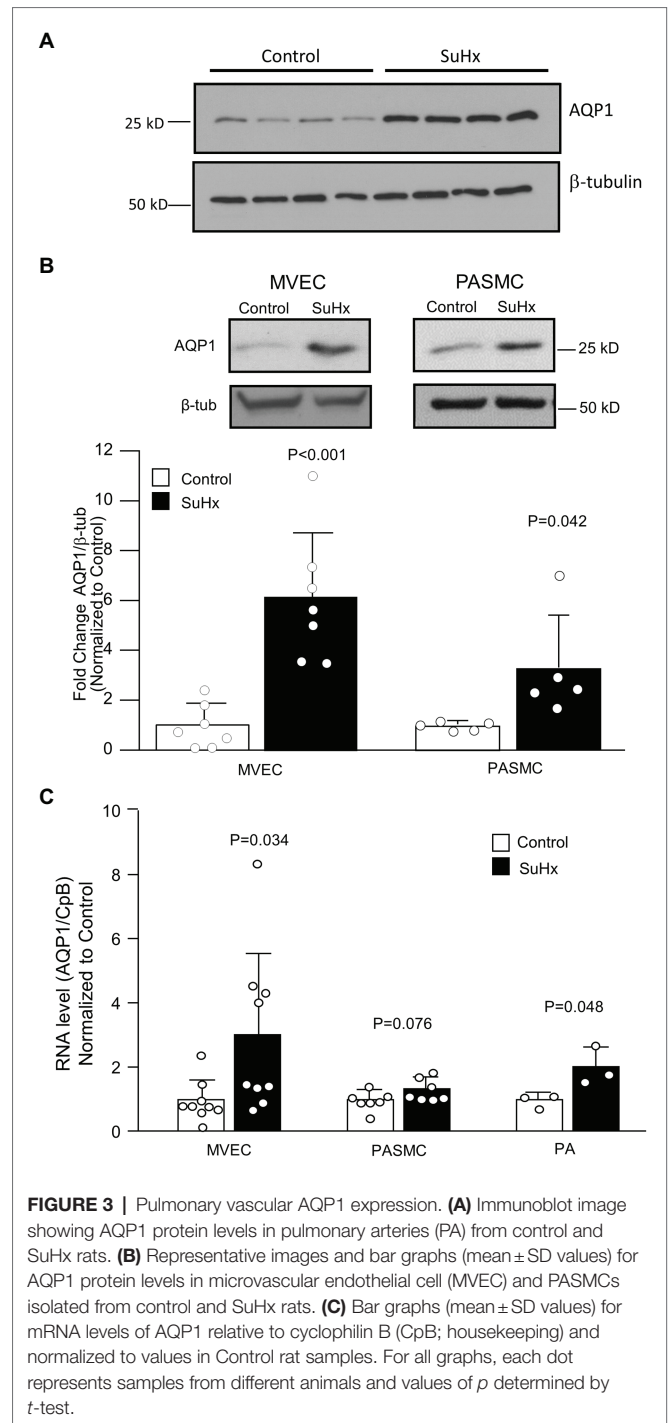 A
Control SuHx
25 kD
AQP1
50 kD
β-tubulin
B
MVEC PASMC
Control SuHx Control SuHx
AQP1
25 kD
β-tub
50 kD
Fold Change AQP1/β-tub
(Normalized to Control)
12
10
8
6
4
2
0
Control
SuHx
P<0.001
P=0.042
MVEC PASMC
C
RNA level (AQP1/CpB)
Normalized to Control
10
8
6
4
2
0
P=0.034
Control
SuHx
P=0.076
P=0.048
MVEC PASMC PA
FIGURE 3 | Pulmonary vascular AQP1 expression. (A) Immunoblot image
showing AQP1 protein levels in pulmonary arteries (PA) from control and
SuHx rats. (B) Representative images and bar graphs (mean ± SD values) for
AQP1 protein levels in microvascular endothelial cell (MVEC) and PASMCs
isolated from control and SuHx rats. (C) Bar graphs (mean ± SD values) for
mRNA levels of AQP1 relative to cyclophilin B (CpB; housekeeping) and
normalized to values in Control rat samples. For all graphs, each dot
represents samples from different animals and values of p determined by
t-test.